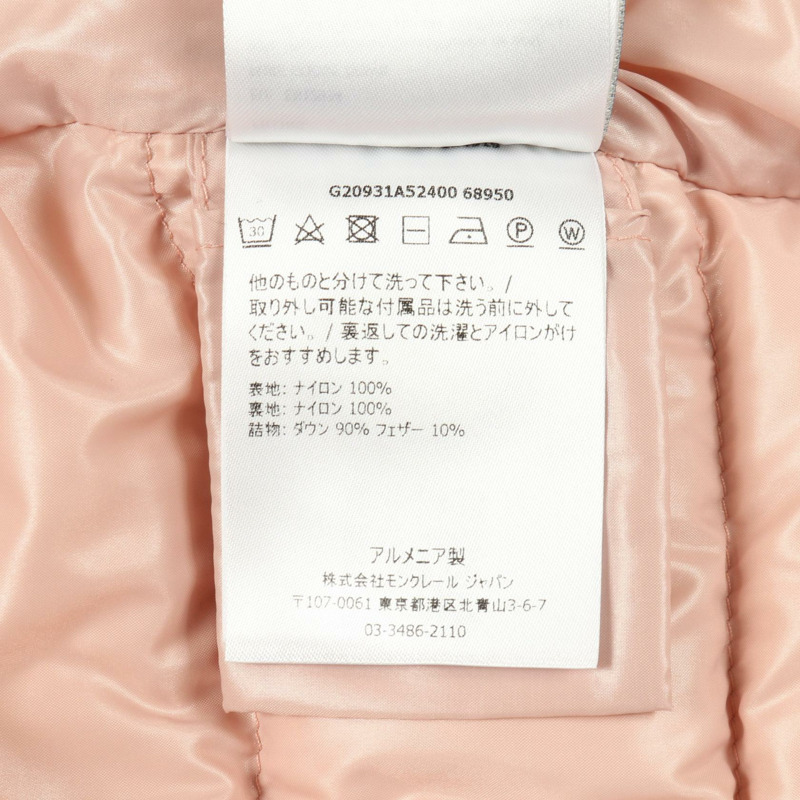 G20931A52400 68950
30 P W
他のものと分けて洗って下さい。/
取り外し可能な付属品は洗う前に外して
ください。/ 裏返しての洗濯とアイロンがけ
をおすすめします。
表地: ナイロン 100%
裏地: ナイロン 100%
詰物: ダウン 90% フェザー 10%
アルメニア製
株式会社モンクレール ジャパン
〒107-0061 東京都港区北青山3-6-7
03-3486-2110